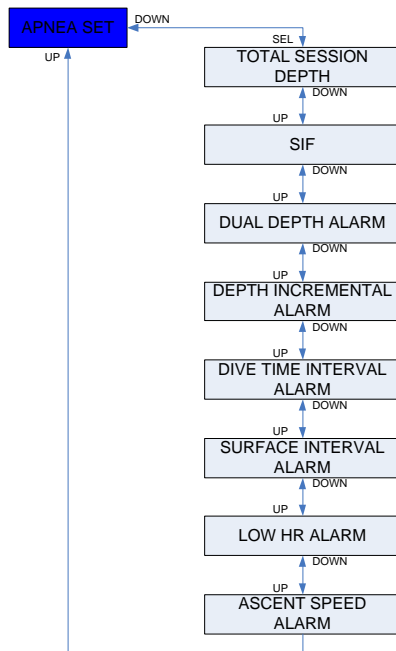 APNEA SET
DOWN
UP
SEL
TOTAL SESSION
DEPTH
DOWN
UP
SIF
DOWN
UP
DUAL DEPTH ALARM
DOWN
UP
DEPTH INCREMENTAL
ALARM
DOWN
UP
DIVE TIME INTERVAL
ALARM
DOWN
UP
SURFACE INTERVAL
ALARM
DOWN
UP
LOW HR ALARM
DOWN
UP
ASCENT SPEED
ALARM